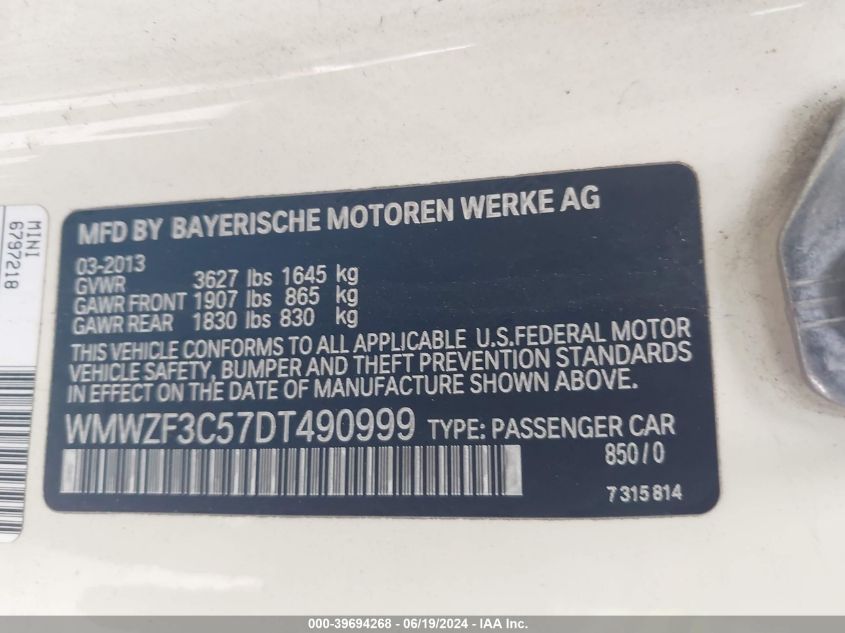 MINI
6797218
MFD BY BAYERISCHE MOTOREN WERKE AG
03-2013
GVWR 3627 lbs 1645 kg
GAWR FRONT 1907 lbs 865 kg
GAWR REAR 1830 lbs 830 kg
THIS VEHICLE CONFORMS TO ALL APPLICABLE U.S.FEDERAL MOTOR
VEHICLE SAFETY, BUMPER AND THEFT PREVENTION STANDARDS
IN EFFECT ON THE DATE OF MANUFACTURE SHOWN ABOVE.
WMWZF3C57DT490999 TYPE: PASSENGER CAR
850/0
7 315 814
000-39694268 - 06/19/2024 - IAA Inc.